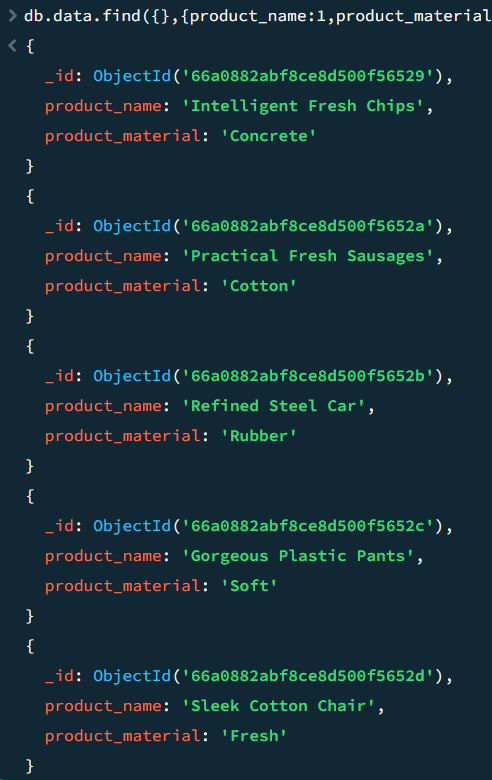 db.data.find({},{product_name:1,product_material
{
_id: ObjectId('66a0882abf8ce8d500f56529'),
product_name: 'Intelligent Fresh Chips',
product_material: 'Concrete'
}
{
_id: ObjectId('66a0882abf8ce8d500f5652a'),
product_name: 'Practical Fresh Sausages',
product_material: 'Cotton'
}
{
_id: ObjectId('66a0882abf8ce8d500f5652b'),
product_name: 'Refined Steel Car',
product_material: 'Rubber'
}
{
_id: ObjectId('66a0882abf8ce8d500f5652c'),
product_name: 'Gorgeous Plastic Pants',
product_material: 'Soft'
}
{
_id: ObjectId('66a0882abf8ce8d500f5652d'),
product_name: 'Sleek Cotton Chair',
product_material: 'Fresh'
}